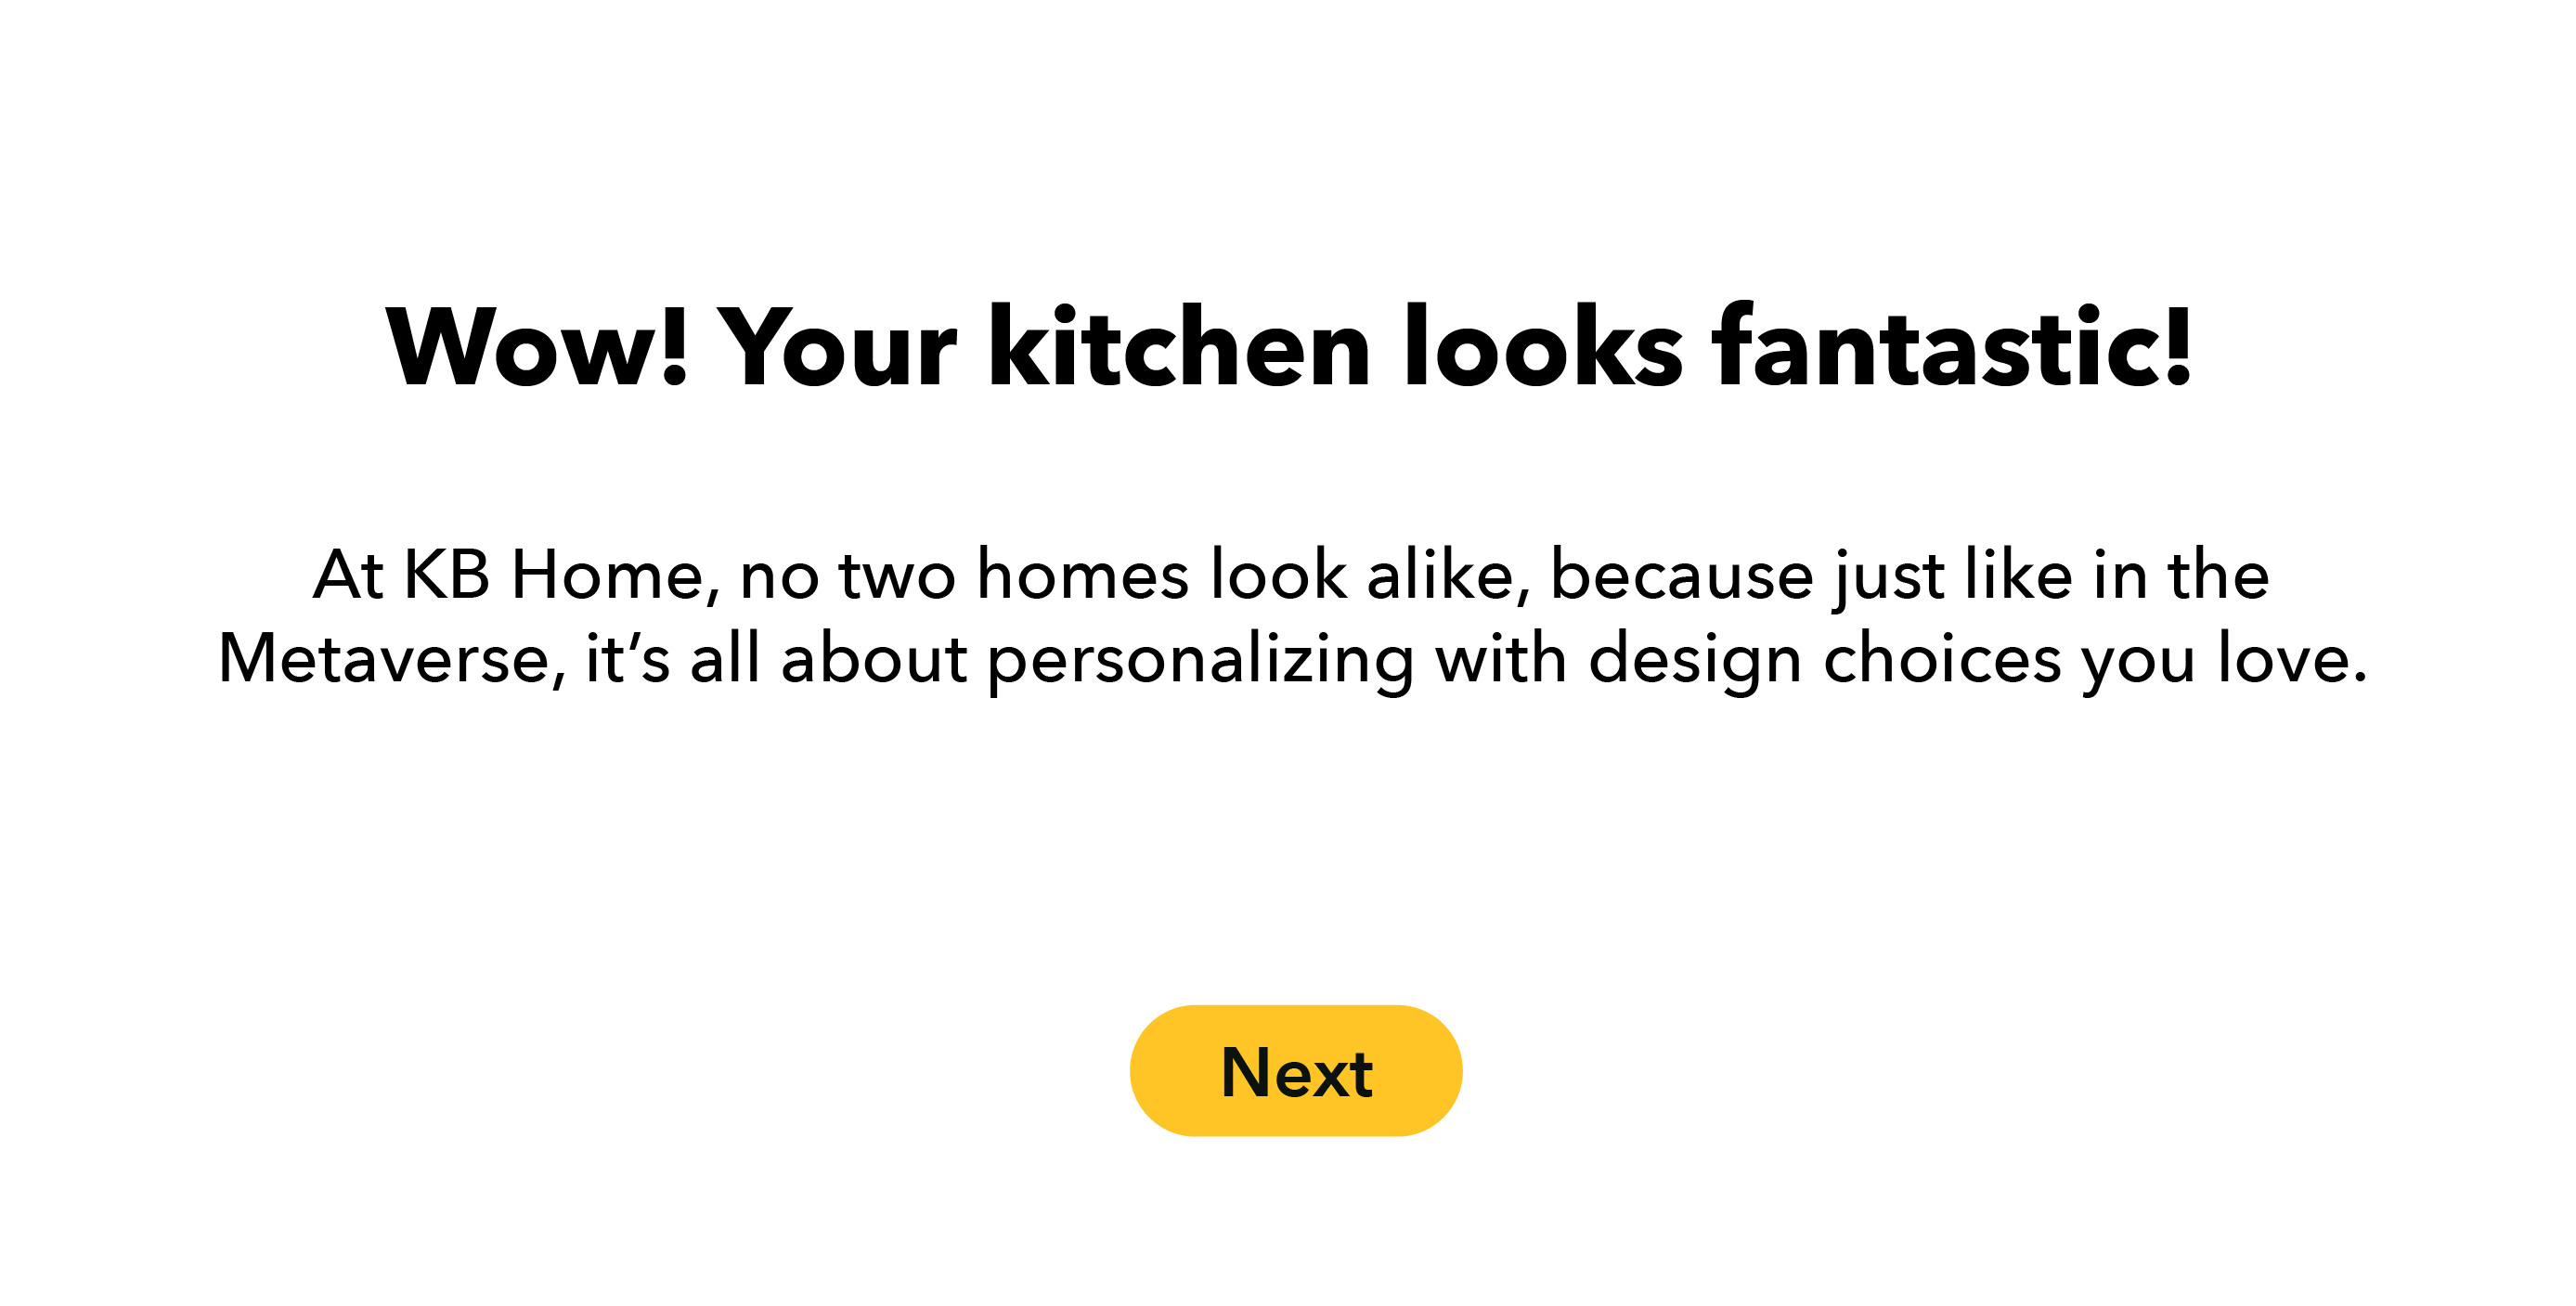 Wow! Your kitchen looks fantastic!
At KB Home, no two homes look alike, because just like in the
Metaverse, it’s all about personalizing with design choices you love.
Next